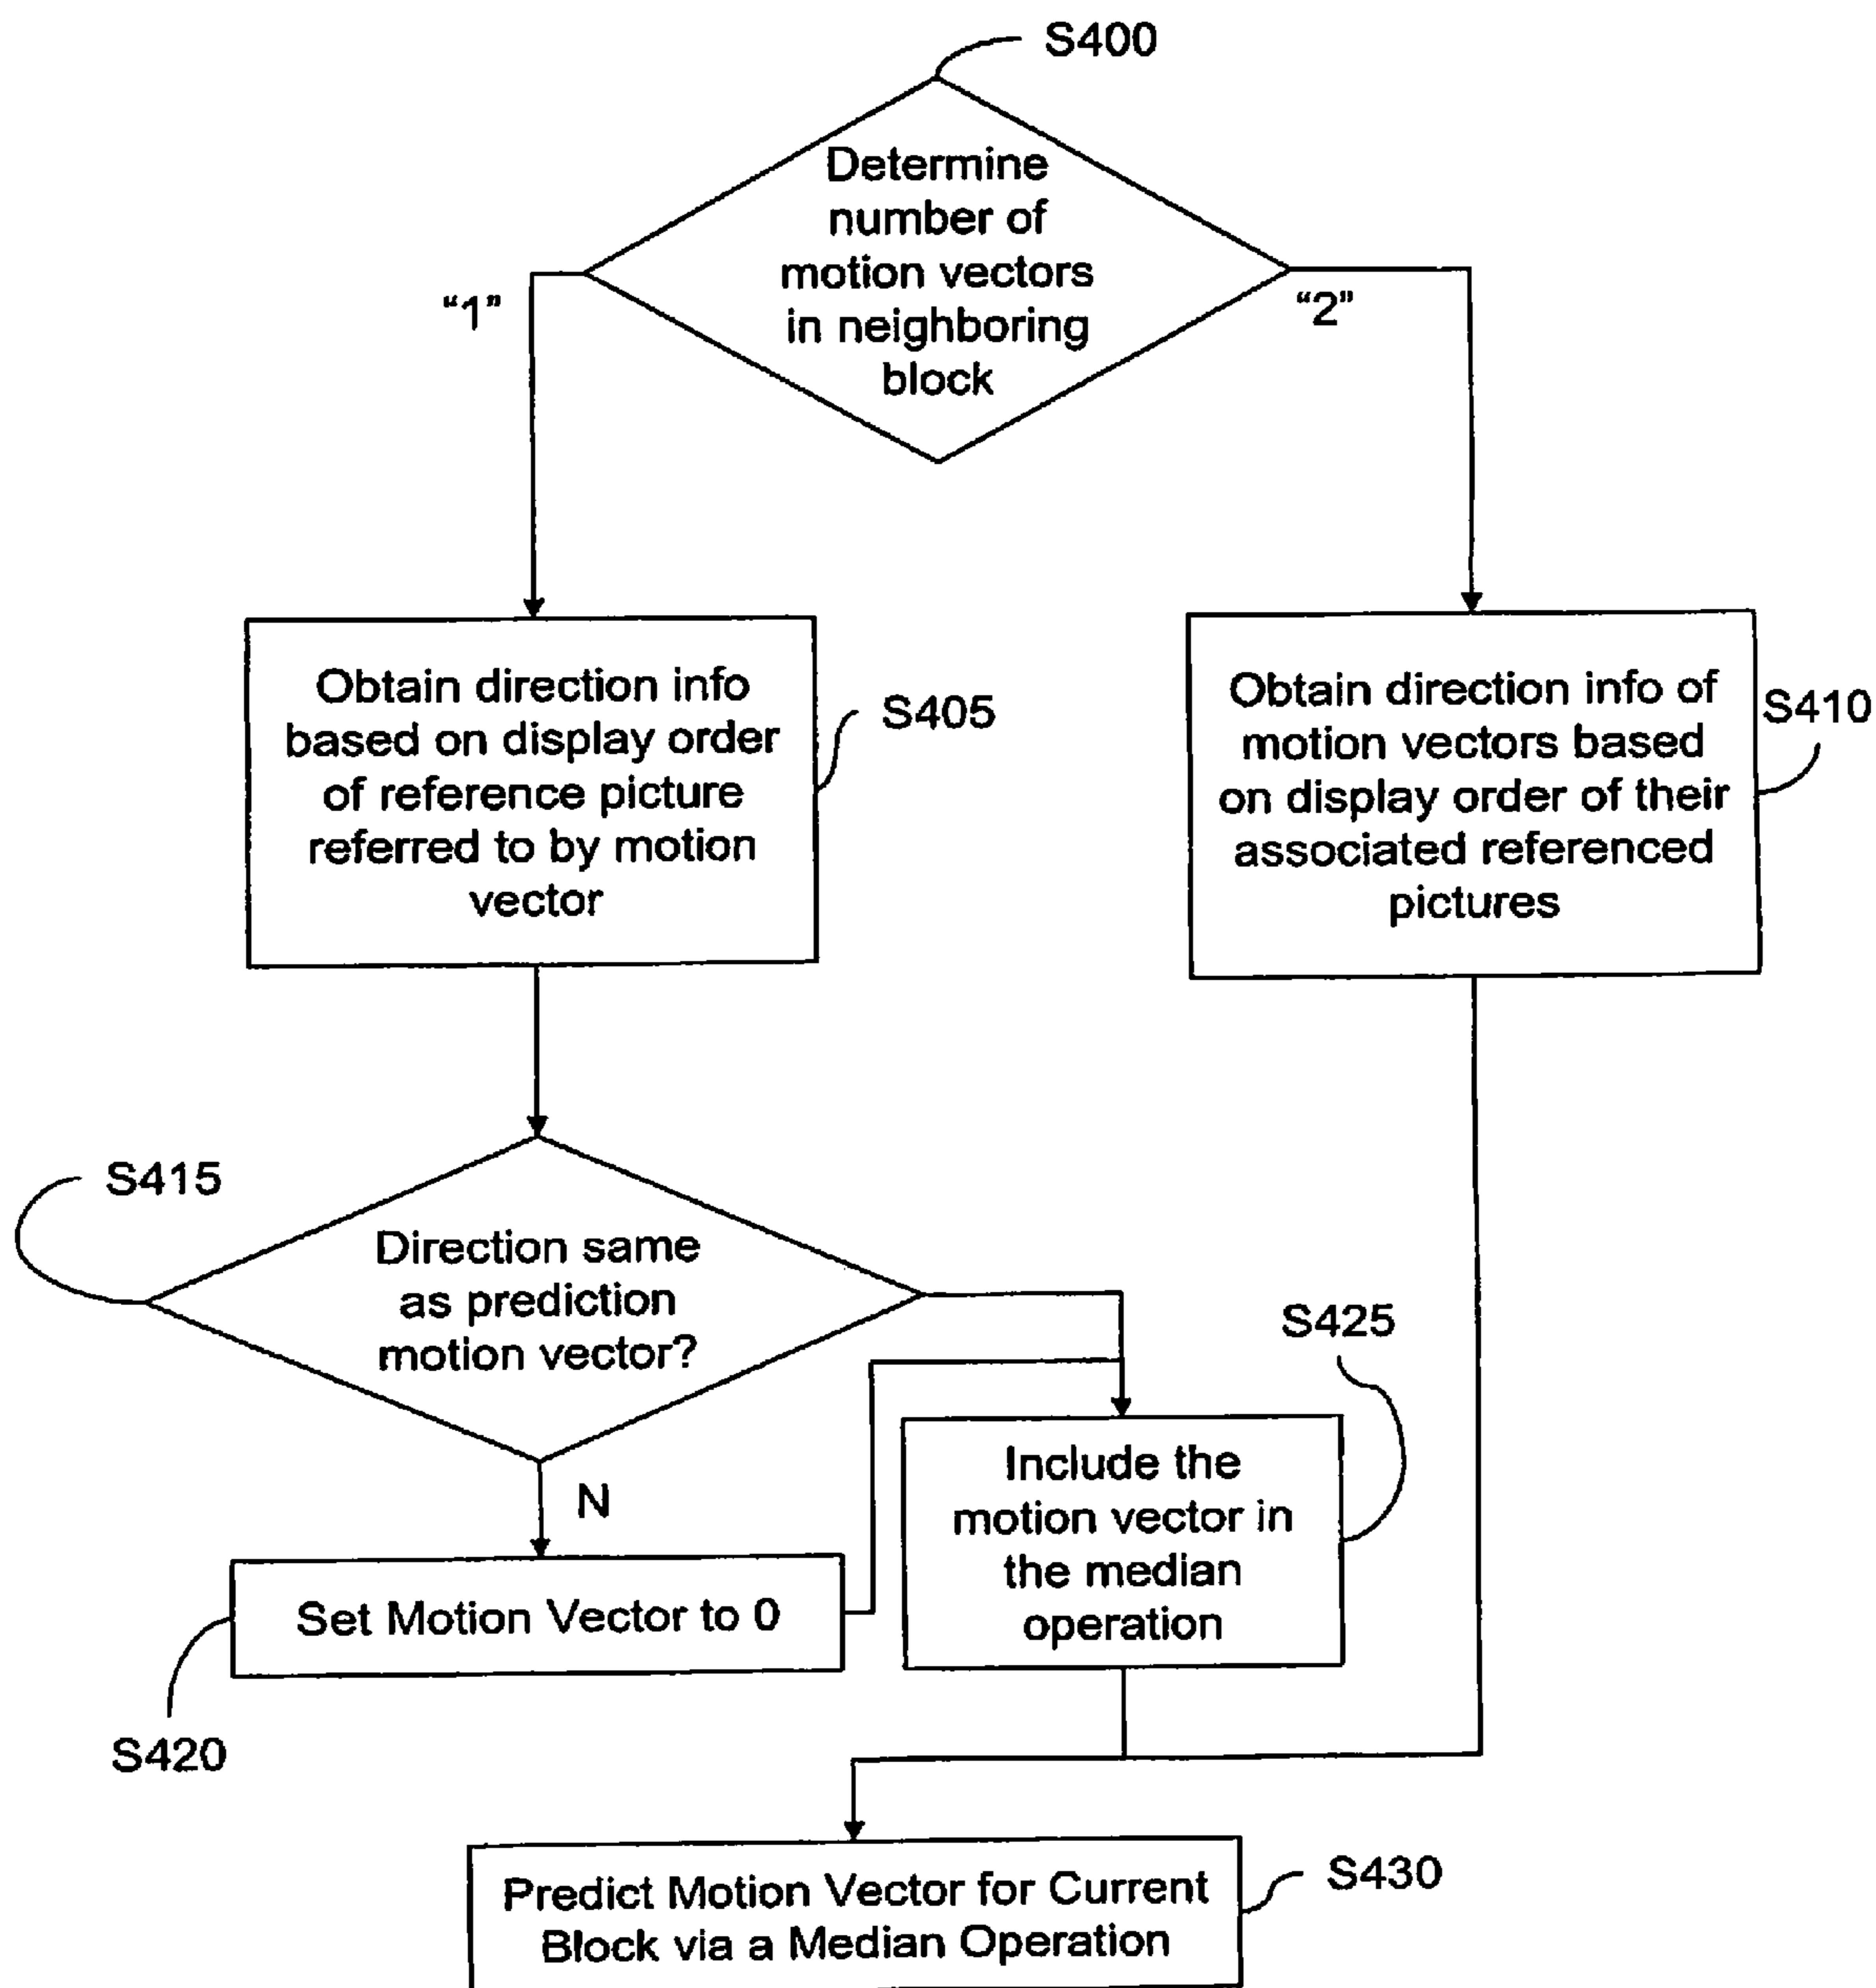 S400
Determine
number of
motion vectors
in neighboring
block
“1”
“2”
Obtain direction info
based on display order
of reference picture
referred to by motion
vector
S405
Obtain direction info of
motion vectors based
on display order of their
associated referenced
pictures
S410
S415
Direction same
as prediction
motion vector?
S425
N
Include the
motion vector in
the median
operation
Set Motion Vector to 0
S420
Predict Motion Vector for Current
Block via a Median Operation
S430